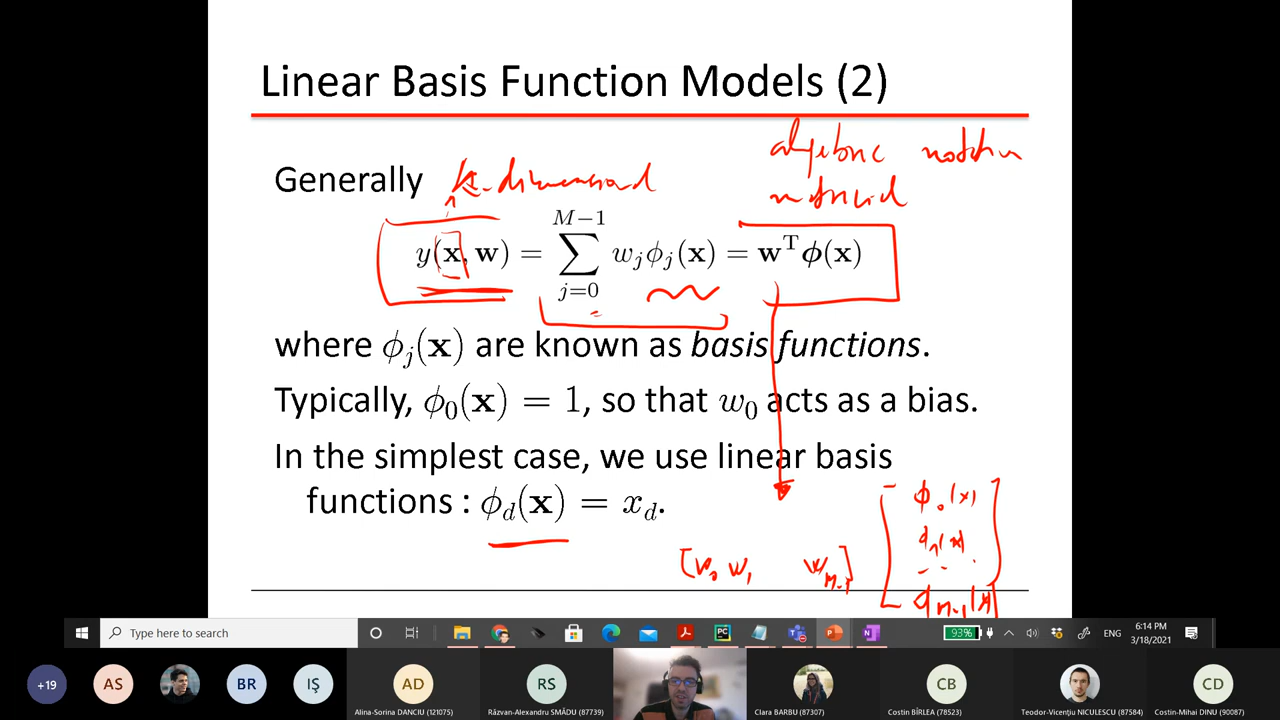 Linear Basis Function Models (2)
algebric notation
Generally k-dimensional
matricial
y(x, w) = \sum_{j=0}^{M-1} w_j ϕ_j(x) = w^T ϕ(x)
where ϕ_j(x) are known as basis functions.
Typically, ϕ_0(x) = 1, so that w_0 acts as a bias.
In the simplest case, we use linear basis
functions : ϕ_d(x) = x_d.
ϕ_0(x)
ϕ_1(x)
[w_0 w_1 w_{M-1}]
ϕ_{M-1}(x)
Type here to search
93%
ENG
6:14 PM
3/18/2021
+19
AS
BR
IȘ
AD
RS
CB
CD
Alina-Sorina DANCIU (121075)
Răzvan-Alexandru SMĂDU (87739)
Clara BARBU (87307)
Costin BÎRLEA (78523)
Teodor-Vicențiu NICULESCU (87584)
Costin-Mihai DINU (90087)